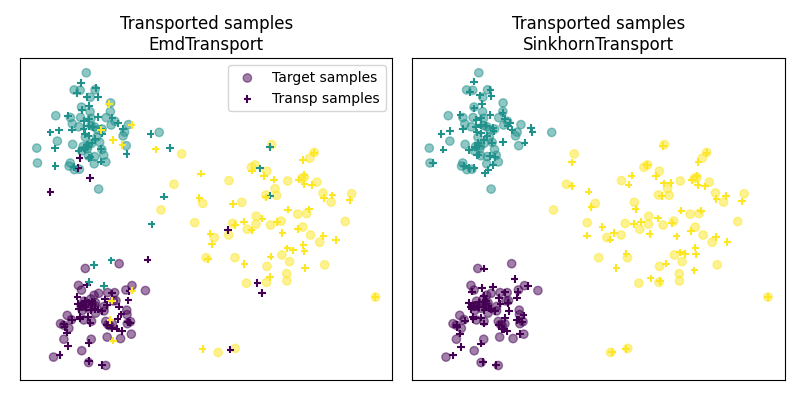 Transported samples
EmdTransport
Target samples
Transp samples
Transported samples
SinkhornTransport